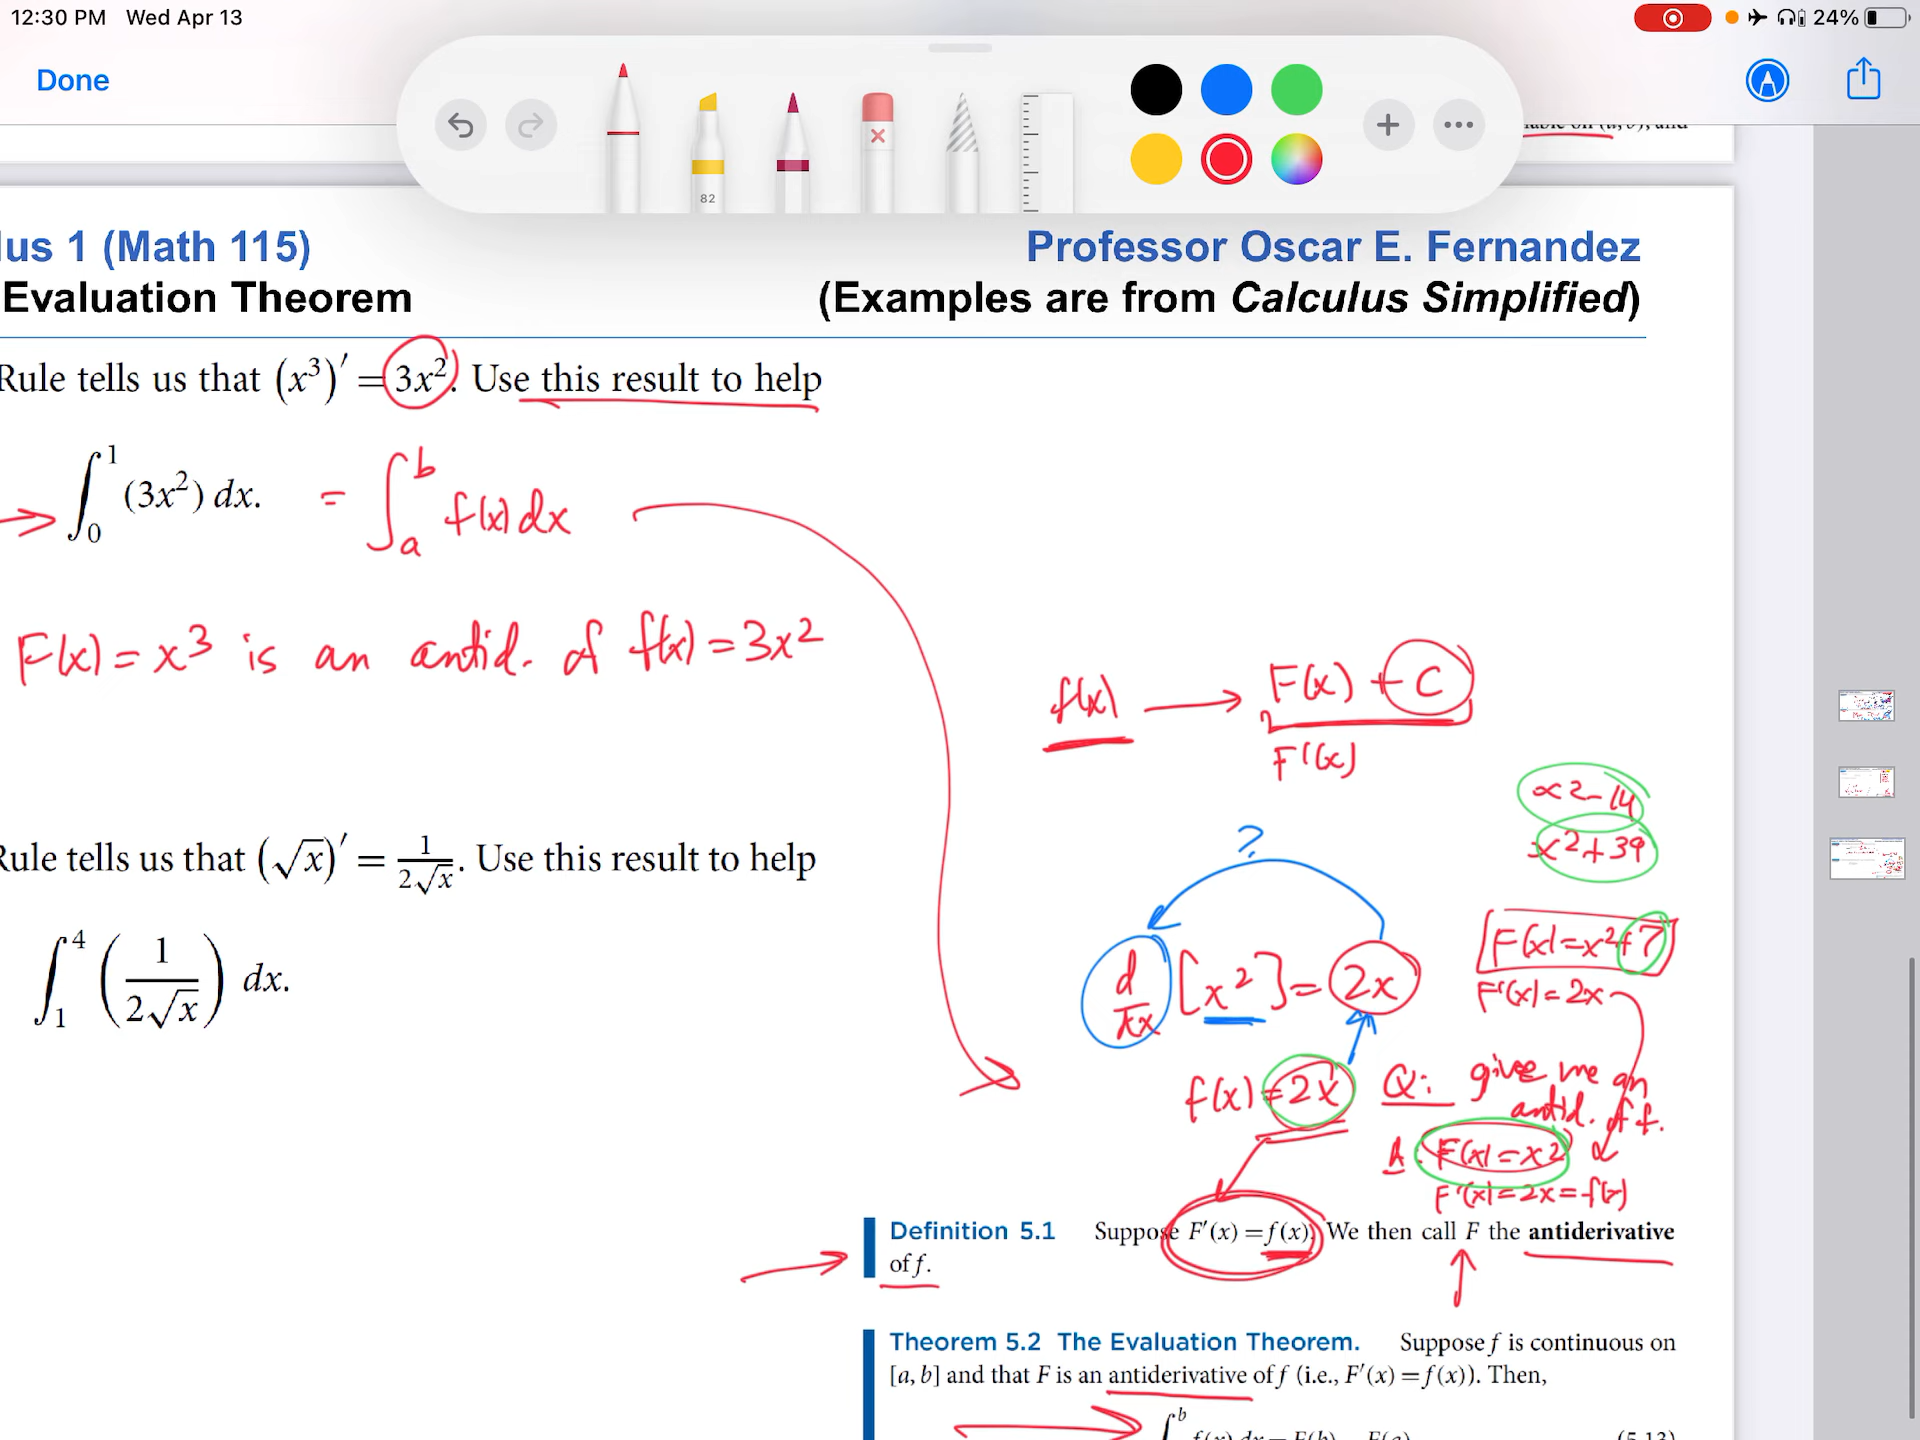 12:30 PM Wed Apr 13
24%
Done
82
lus 1 (Math 115)
Professor Oscar E. Fernandez
Evaluation Theorem
(Examples are from Calculus Simplified)
Rule tells us that (x³)′ = 3x². Use this result to help
∫₀¹ (3x²) dx. = ∫ₐᵇ f(x) dx
F(x) = x³ is an antid. of f(x) = 3x²
f(x) → F(x) + C
F'(x)
x²-14
x²+39
Rule tells us that (√x)′ = 1/(2√x). Use this result to help
?
∫₁⁴ (1/(2√x)) dx.
d/dx [x²] = 2x
F(x) = x²+7
F'(x) = 2x
f(x) = 2x
Q: give me an
antid. of f.
A: F(x) = x²
F'(x) = 2x = f(x)
Definition 5.1 Suppose F′(x) = f(x). We then call F the antiderivative
of f.
Theorem 5.2 The Evaluation Theorem. Suppose f is continuous on
[a, b] and that F is an antiderivative of f (i.e., F′(x) = f(x)). Then,